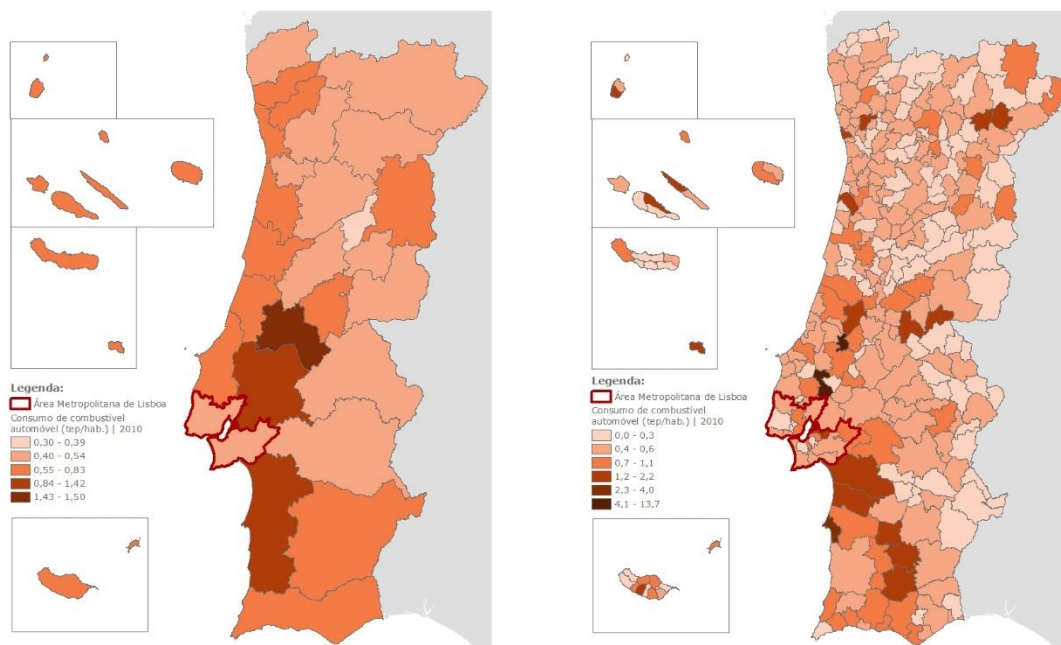 Legenda:
Área Metropolitana de Lisboa
Consumo de combustível
automóvel (tep/hab.) | 2010
0,30 - 0,39
0,40 - 0,54
0,55 - 0,83
0,84 - 1,42
1,43 - 1,50
Legenda:
Área Metropolitana de Lisboa
Consumo de combustível
automóvel (tep/hab.) | 2010
0,0 - 0,3
0,4 - 0,6
0,7 - 1,1
1,2 - 2,2
2,3 - 4,0
4,1 - 13,7